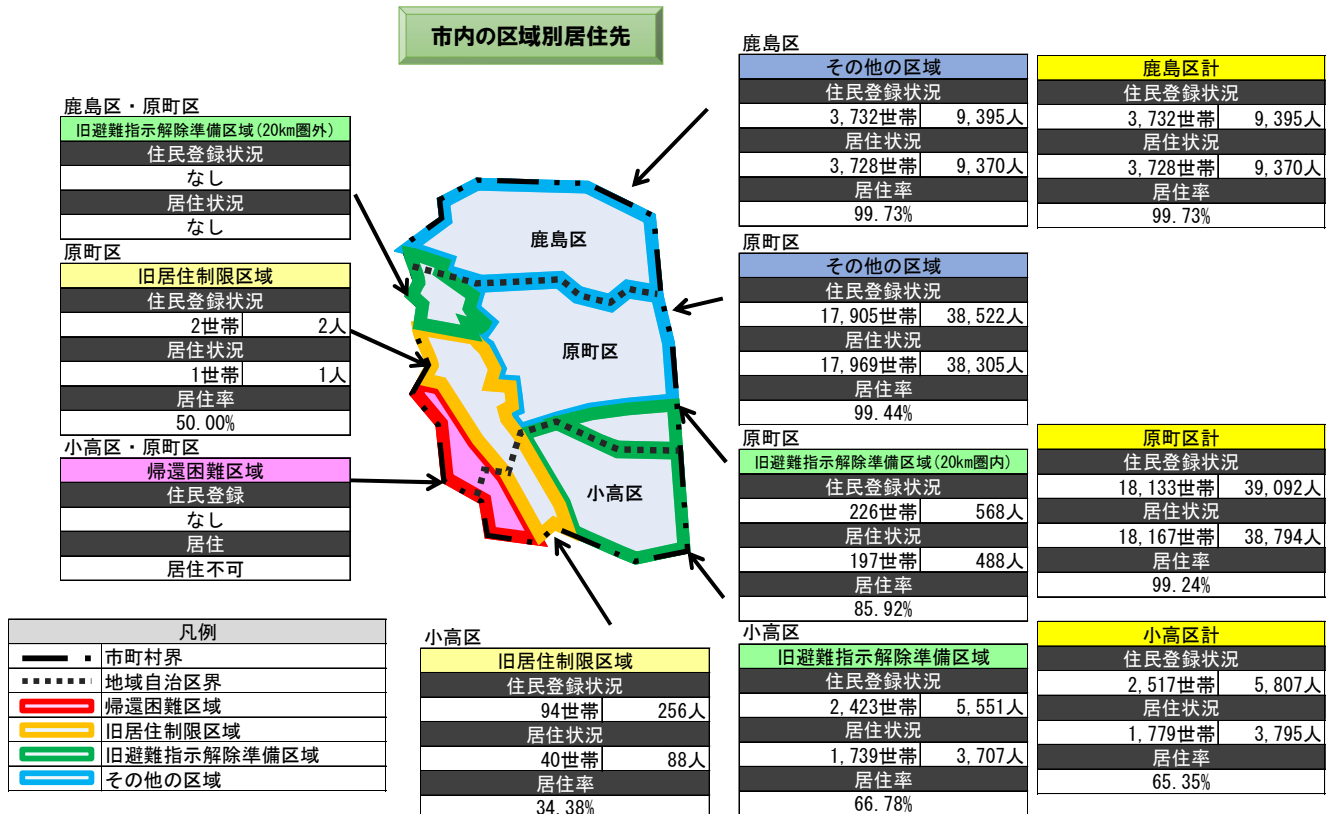 市内の区域別居住先
鹿島区・原町区
旧避難指示解除準備区域(20km圏外)
住民登録状況
なし
居住状況
なし
原町区
旧居住制限区域
住民登録状況
2世帯 2人
居住状況
1世帯 1人
居住率
50.00%
小高区・原町区
帰還困難区域
住民登録
なし
居住
居住不可
鹿島区
原町区
小高区
鹿島区
その他の区域
住民登録状況
3,732世帯 9,395人
居住状況
3,728世帯 9,370人
居住率
99.73%
鹿島区計
住民登録状況
3,732世帯 9,395人
居住状況
3,728世帯 9,370人
居住率
99.73%
原町区
その他の区域
住民登録状況
17,905世帯 38,522人
居住状況
17,969世帯 38,305人
居住率
99.44%
原町区
旧避難指示解除準備区域(20km圏内)
住民登録状況
226世帯 568人
居住状況
197世帯 488人
居住率
85.92%
原町区計
住民登録状況
18,133世帯 39,092人
居住状況
18,167世帯 38,794人
居住率
99.24%
凡例
市町村界
地域自治区界
帰還困難区域
旧居住制限区域
旧避難指示解除準備区域
その他の区域
小高区
旧居住制限区域
住民登録状況
94世帯 256人
居住状況
40世帯 88人
居住率
34.38%
小高区
旧避難指示解除準備区域
住民登録状況
2,423世帯 5,551人
居住状況
1,739世帯 3,707人
居住率
66.78%
小高区計
住民登録状況
2,517世帯 5,807人
居住状況
1,779世帯 3,795人
居住率
65.35%